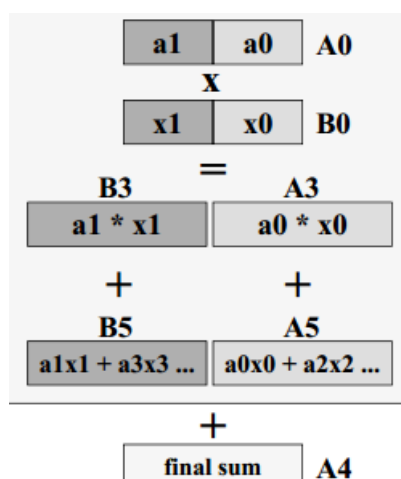 a1 a0 A0
x
x1 x0 B0
=
B3 A3
a1 * x1 a0 * x0
+ +
B5 A5
a1x1 + a3x3 ... a0x0 + a2x2 ...
+
final sum A4